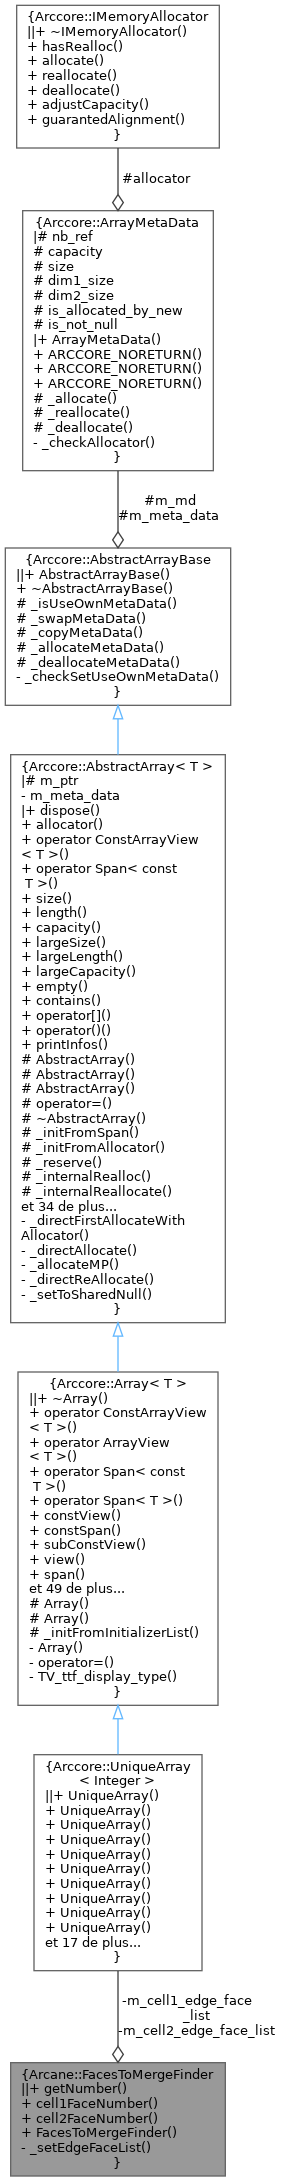 {Arccore::IMemoryAllocator
||+ ~IMemoryAllocator()
+ hasRealloc()
+ allocate()
+ reallocate()
+ deallocate()
+ adjustCapacity()
+ guarantedAlignment()
}
#allocator
{Arccore::ArrayMetaData
|# nb_ref
# capacity
# size
# dim1_size
# dim2_size
# is_allocated_by_new
# is_not_null
|+ ArrayMetaData()
+ ARCCORE_NORETURN()
+ ARCCORE_NORETURN()
+ ARCCORE_NORETURN()
# _allocate()
# _reallocate()
# _deallocate()
- _checkAllocator()
}
#m_md
#m_meta_data
{Arccore::AbstractArrayBase
||+ AbstractArrayBase()
+ ~AbstractArrayBase()
# _isUseOwnMetaData()
# _swapMetaData()
# _copyMetaData()
# _allocateMetaData()
# _deallocateMetaData()
- _checkSetUseOwnMetaData()
}
{Arccore::AbstractArray< T >
|# m_ptr
- m_meta_data
|+ dispose()
+ allocator()
+ operator ConstArrayView
< T >()
+ operator Span< const
T >()
+ size()
+ length()
+ capacity()
+ largeSize()
+ largeLength()
+ largeCapacity()
+ empty()
+ contains()
+ operator[]()
+ operator()()
+ printInfos()
# AbstractArray()
# AbstractArray()
# AbstractArray()
# operator=()
# ~AbstractArray()
# _initFromSpan()
# _initFromAllocator()
# _reserve()
# _internalRealloc()
# _internalReallocate()
et 34 de plus...
- _directFirstAllocateWith
Allocator()
- _directAllocate()
- _allocateMP()
- _directReAllocate()
- _setToSharedNull()
}
{Arccore::Array< T >
||+ ~Array()
+ operator ConstArrayView
< T >()
+ operator ArrayView
< T >()
+ operator Span< const
T >()
+ operator Span< T >()
+ constView()
+ constSpan()
+ subConstView()
+ view()
+ span()
et 49 de plus...
# Array()
# Array()
# _initFromInitializerList()
- Array()
- operator=()
- TV_ttf_display_type()
}
{Arccore::UniqueArray
< Integer >
||+ UniqueArray()
+ UniqueArray()
+ UniqueArray()
+ UniqueArray()
+ UniqueArray()
+ UniqueArray()
+ UniqueArray()
+ UniqueArray()
+ UniqueArray()
+ UniqueArray()
et 17 de plus...
}
-m_cell1_edge_face
_list
-m_cell2_edge_face_list
{Arcane::FacesToMergeFinder
||+ getNumber()
+ cell1FaceNumber()
+ cell2FaceNumber()
+ FacesToMergeFinder()
- _setEdgeFaceList()
}